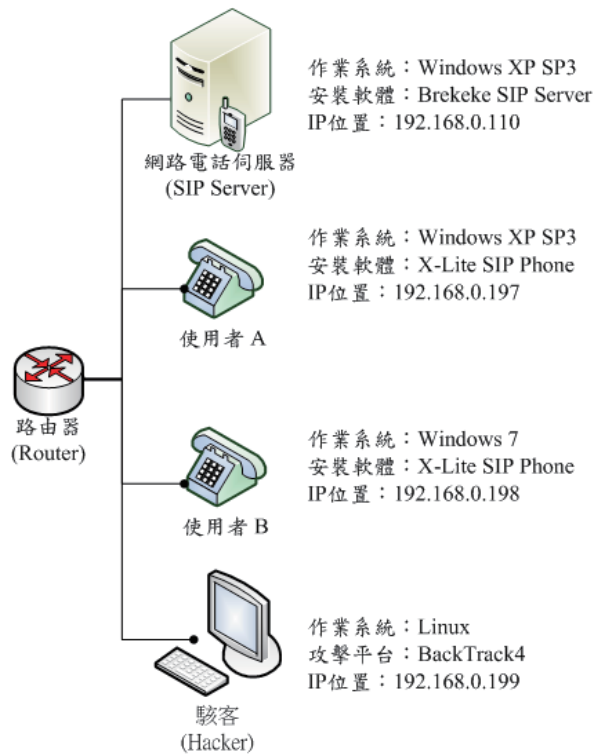 作業系統：Windows XP SP3
安裝軟體：Brekeke SIP Server
IP位置：192.168.0.110
網路電話伺服器
(SIP Server)
作業系統：Windows XP SP3
安裝軟體：X-Lite SIP Phone
IP位置：192.168.0.197
使用者 A
路由器
(Router)
作業系統：Windows 7
安裝軟體：X-Lite SIP Phone
IP位置：192.168.0.198
使用者 B
作業系統：Linux
攻擊平台：BackTrack4
IP位置：192.168.0.199
駭客
(Hacker)